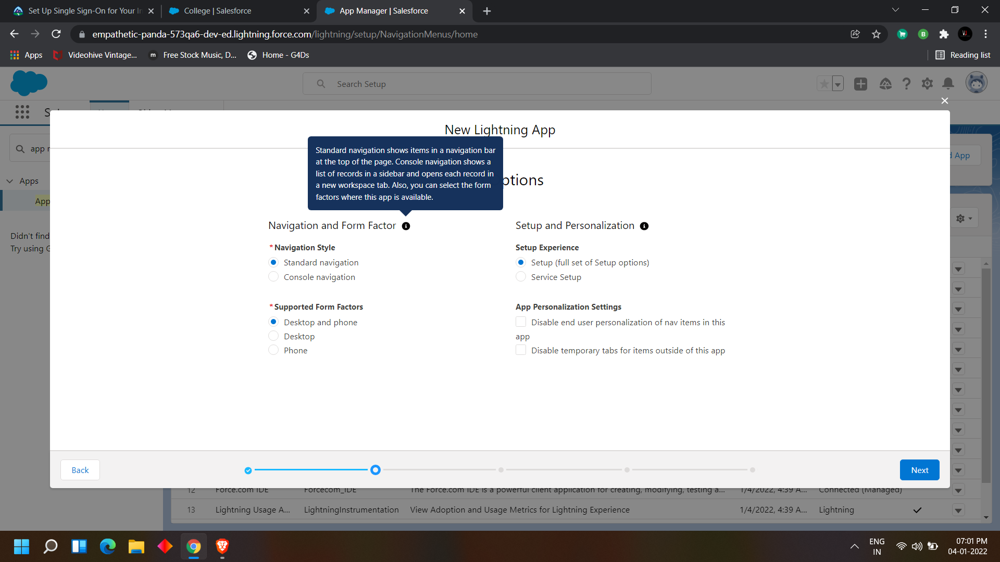 Set Up Single Sign-On for Your In
College | Salesforce
App Manager | Salesforce
empathetic-panda-573qa6-dev-ed.lightning.force.com/lightning/setup/NavigationMenus/home
Apps
Videohive Vintage...
Free Stock Music, D...
Home - G4Ds
Reading list
Search Setup
New Lightning App
Standard navigation shows items in a navigation bar
at the top of the page. Console navigation shows a
list of records in a sidebar and opens each record in
a new workspace tab. Also, you can select the form
factors where this app is available.
ptions
app
d App
Apps
App
Didn't find
Try using G
Navigation and Form Factor
*Navigation Style
Standard navigation
Console navigation
*Supported Form Factors
Desktop and phone
Desktop
Phone
Setup and Personalization
Setup Experience
Setup (full set of Setup options)
Service Setup
App Personalization Settings
Disable end user personalization of nav items in this
app
Disable temporary tabs for items outside of this app
Back
Next
12 Force.com IDE Forcecom_IDE The Force.com IDE is a powerful client application for creating, modifying, testing a... 1/4/2022, 4:39 A... Connected (Managed)
13 Lightning Usage A... LightningInstrumentation View Adoption and Usage Metrics for Lightning Experience 1/4/2022, 4:39 A... Lightning
ENG
IN
07:01 PM
04-01-2022